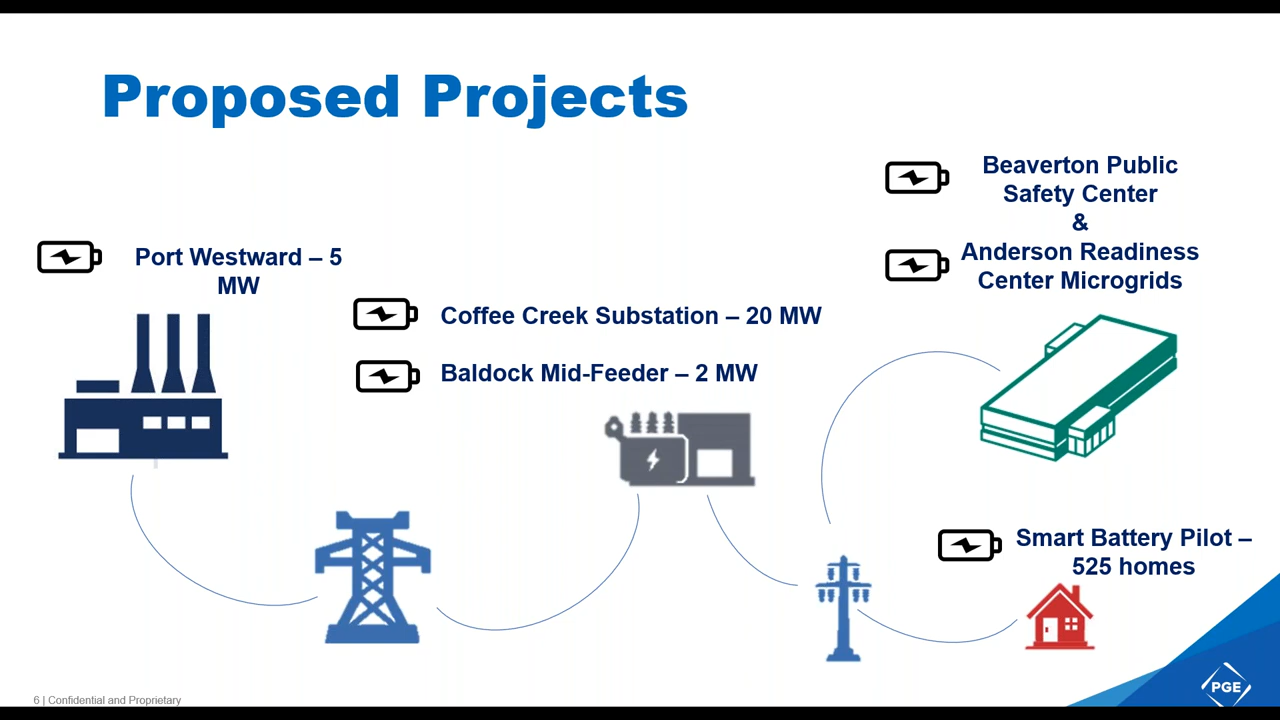 Proposed Projects
Beaverton Public
Safety Center
&
Anderson Readiness
Center Microgrids
Port Westward – 5
MW
Coffee Creek Substation – 20 MW
Baldock Mid-Feeder – 2 MW
Smart Battery Pilot –
525 homes
6 | Confidential and Proprietary
PGE